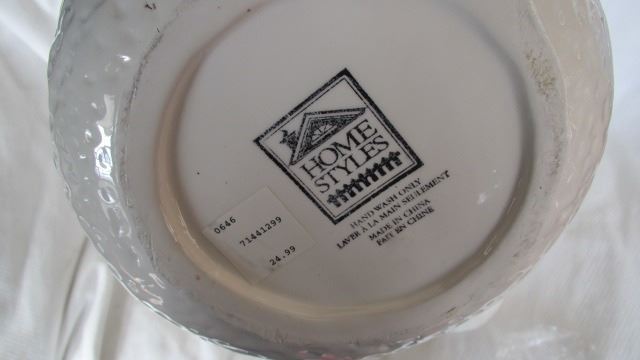 HOME
STYLES
HAND WASH ONLY
LAVER À LA MAIN SEULEMENT
MADE IN CHINA
FAIT EN CHINE
0646
71441299
24.99